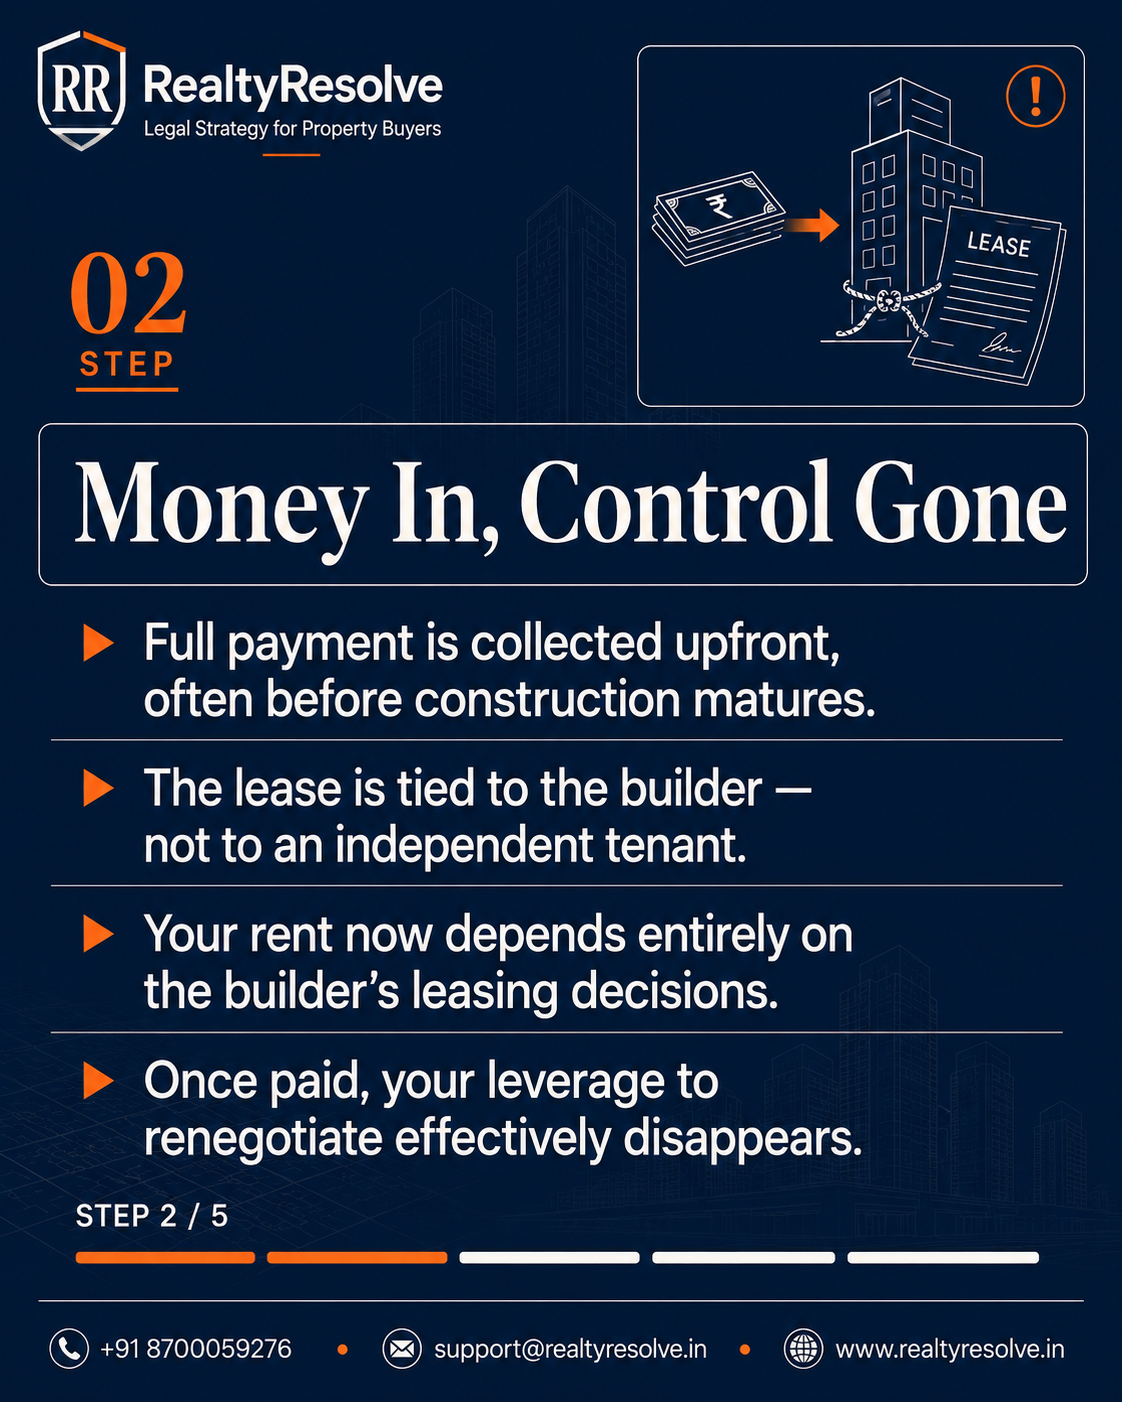 RR
RealtyResolve
Legal Strategy for Property Buyers
!
₹
LEASE
02
STEP
Money In, Control Gone
Full payment is collected upfront,
often before construction matures.
The lease is tied to the builder —
not to an independent tenant.
Your rent now depends entirely on
the builder’s leasing decisions.
Once paid, your leverage to
renegotiate effectively disappears.
STEP 2 / 5
+91 8700059276 • support@realtyresolve.in • www.realtyresolve.in